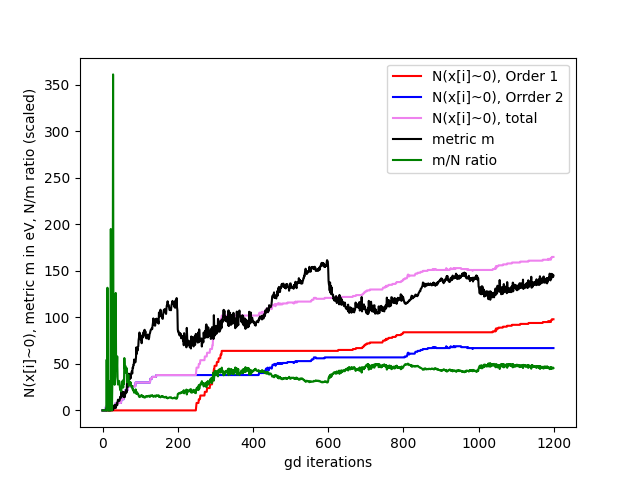 N(x[i]~0), metric m in eV, N/m ratio (scaled)
350
300
250
200
150
100
50
0
N(x[i]~0), Order 1
N(x[i]~0), Orrder 2
N(x[i]~0), total
metric m
m/N ratio
0 200 400 600 800 1000 1200
gd iterations